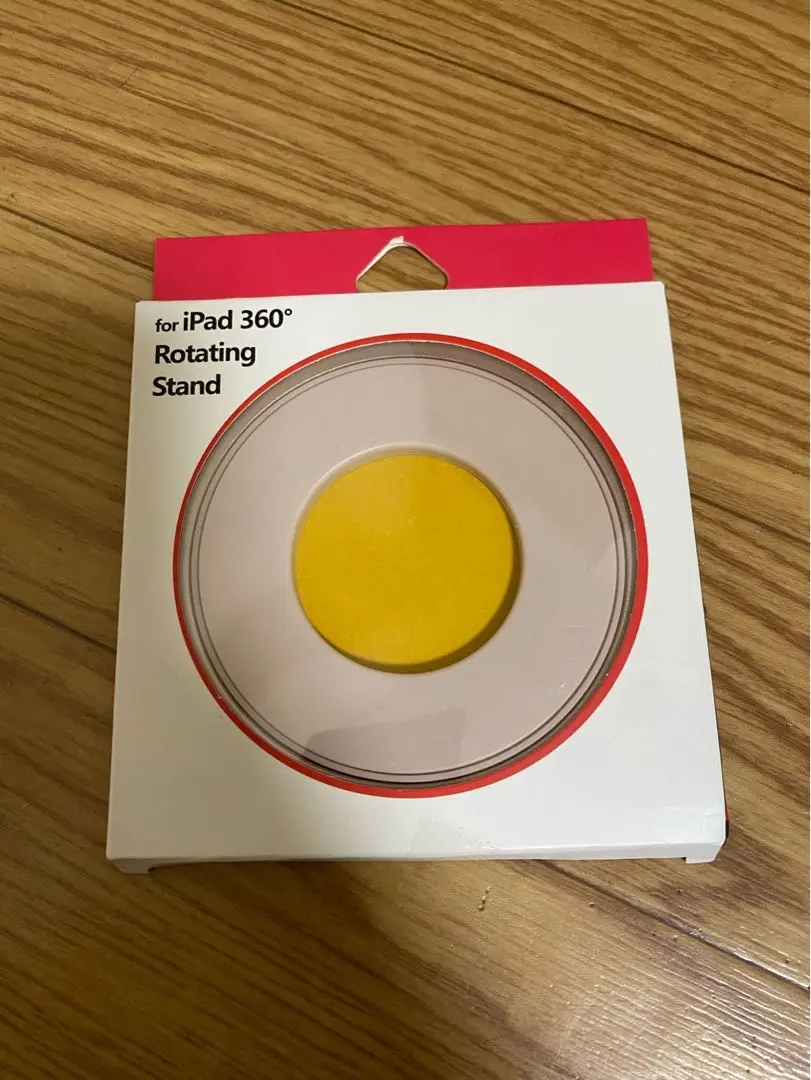 for iPad 360°
Rotating
Stand